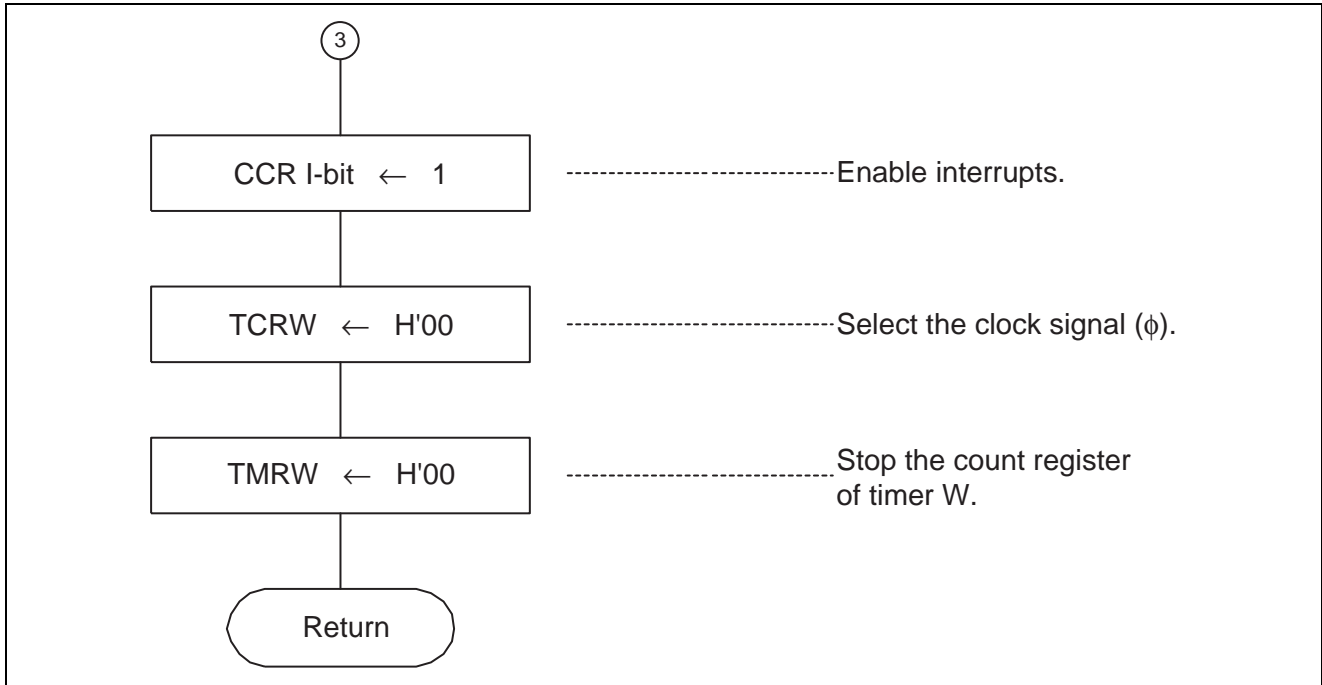 3
CCR I-bit ← 1
Enable interrupts.
TCRW ← H'00
Select the clock signal (ϕ).
TMRW ← H'00
Stop the count register
of timer W.
Return